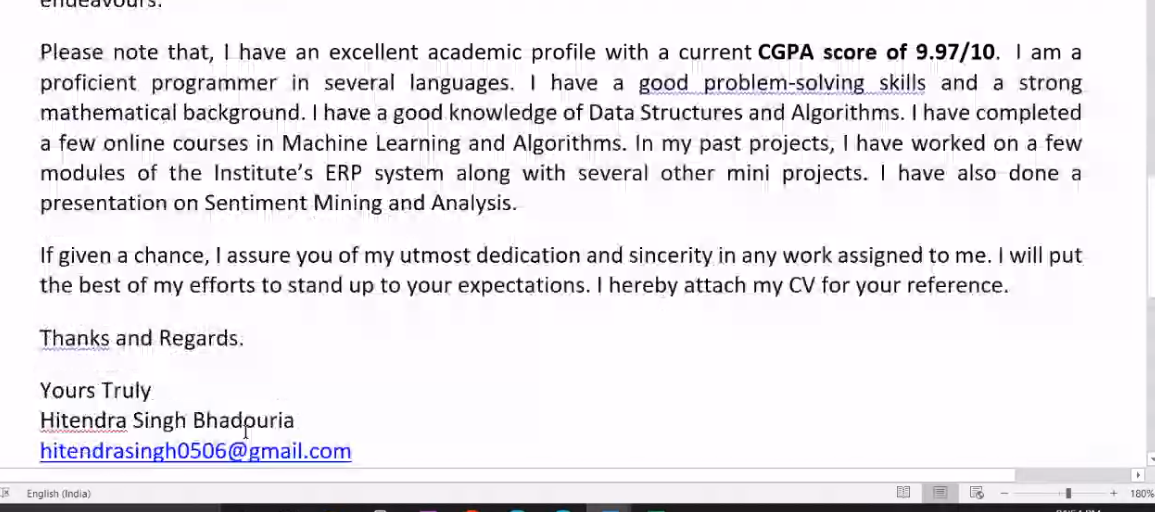 endeavours.
Please note that, I have an excellent academic profile with a current CGPA score of 9.97/10. I am a
proficient programmer in several languages. I have a good problem-solving skills and a strong
mathematical background. I have a good knowledge of Data Structures and Algorithms. I have completed
a few online courses in Machine Learning and Algorithms. In my past projects, I have worked on a few
modules of the Institute's ERP system along with several other mini projects. I have also done a
presentation on Sentiment Mining and Analysis.
If given a chance, I assure you of my utmost dedication and sincerity in any work assigned to me. I will put
the best of my efforts to stand up to your expectations. I hereby attach my CV for your reference.
Thanks and Regards.
Yours Truly
Hitendra Singh Bhadouria
hitendrasingh0506@gmail.com
English (India)
180%